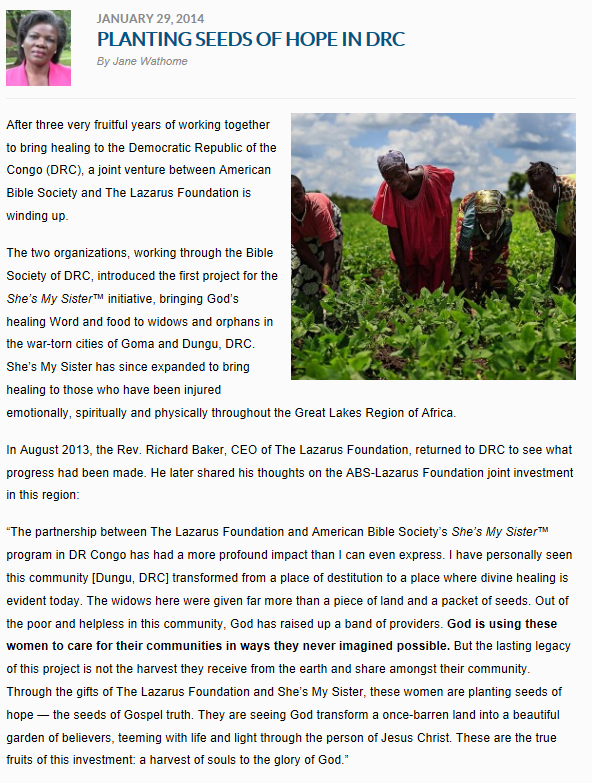 JANUARY 29, 2014
PLANTING SEEDS OF HOPE IN DRC
By Jane Wathome
After three very fruitful years of working together
to bring healing to the Democratic Republic of the
Congo (DRC), a joint venture between American
Bible Society and The Lazarus Foundation is
winding up.
The two organizations, working through the Bible
Society of DRC, introduced the first project for the
She's My Sister™ initiative, bringing God's
healing Word and food to widows and orphans in
the war-torn cities of Goma and Dungu, DRC.
She's My Sister has since expanded to bring
healing to those who have been injured
emotionally, spiritually and physically throughout the Great Lakes Region of Africa.
In August 2013, the Rev. Richard Baker, CEO of The Lazarus Foundation, returned to DRC to see what
progress had been made. He later shared his thoughts on the ABS-Lazarus Foundation joint investment
in this region:
“The partnership between The Lazarus Foundation and American Bible Society's She's My Sister™
program in DR Congo has had a more profound impact than I can even express. I have personally seen
this community [Dungu, DRC] transformed from a place of destitution to a place where divine healing is
evident today. The widows here were given far more than a piece of land and a packet of seeds. Out of
the poor and helpless in this community, God has raised up a band of providers. God is using these
women to care for their communities in ways they never imagined possible. But the lasting legacy
of this project is not the harvest they receive from the earth and share amongst their community.
Through the gifts of The Lazarus Foundation and She's My Sister, these women are planting seeds of
hope — the seeds of Gospel truth. They are seeing God transform a once-barren land into a beautiful
garden of believers, teeming with life and light through the person of Jesus Christ. These are the true
fruits of this investment: a harvest of souls to the glory of God.”